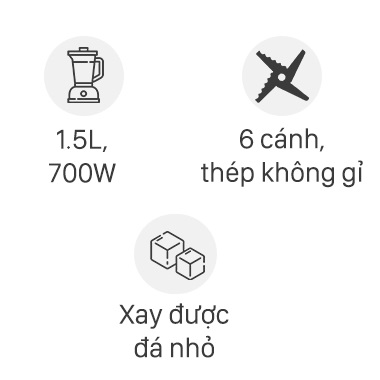 1.5L,
700W
6 cánh,
thép không gỉ
Xay được
đá nhỏ